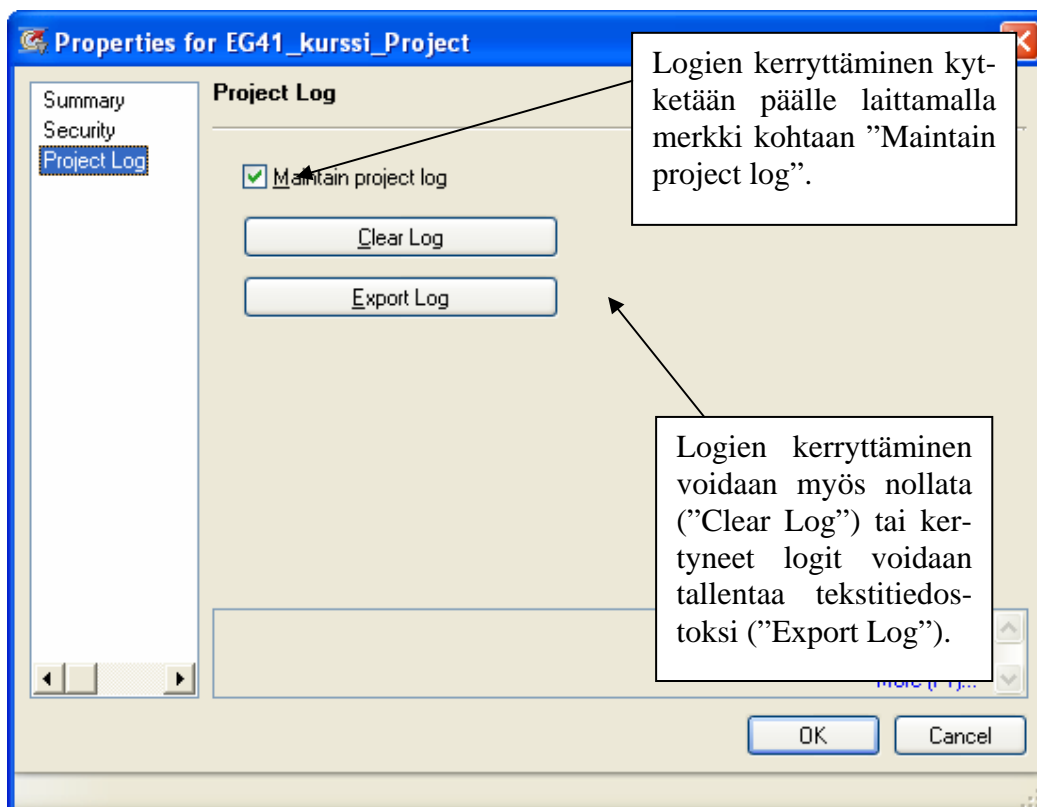 Properties for EG41_kurssi_Project
Summary
Security
Project Log
Project Log
Maintain project log
Clear Log
Export Log
Logien kerryttäminen kyt-
ketään päälle laittamalla
merkki kohtaan ”Maintain
project log”.
Logien kerryttäminen
voidaan myös nollata
(”Clear Log”) tai ker-
tyneet logit voidaan
tallentaa tekstitiedos-
toksi (”Export Log”).
More (F1)...
OK
Cancel